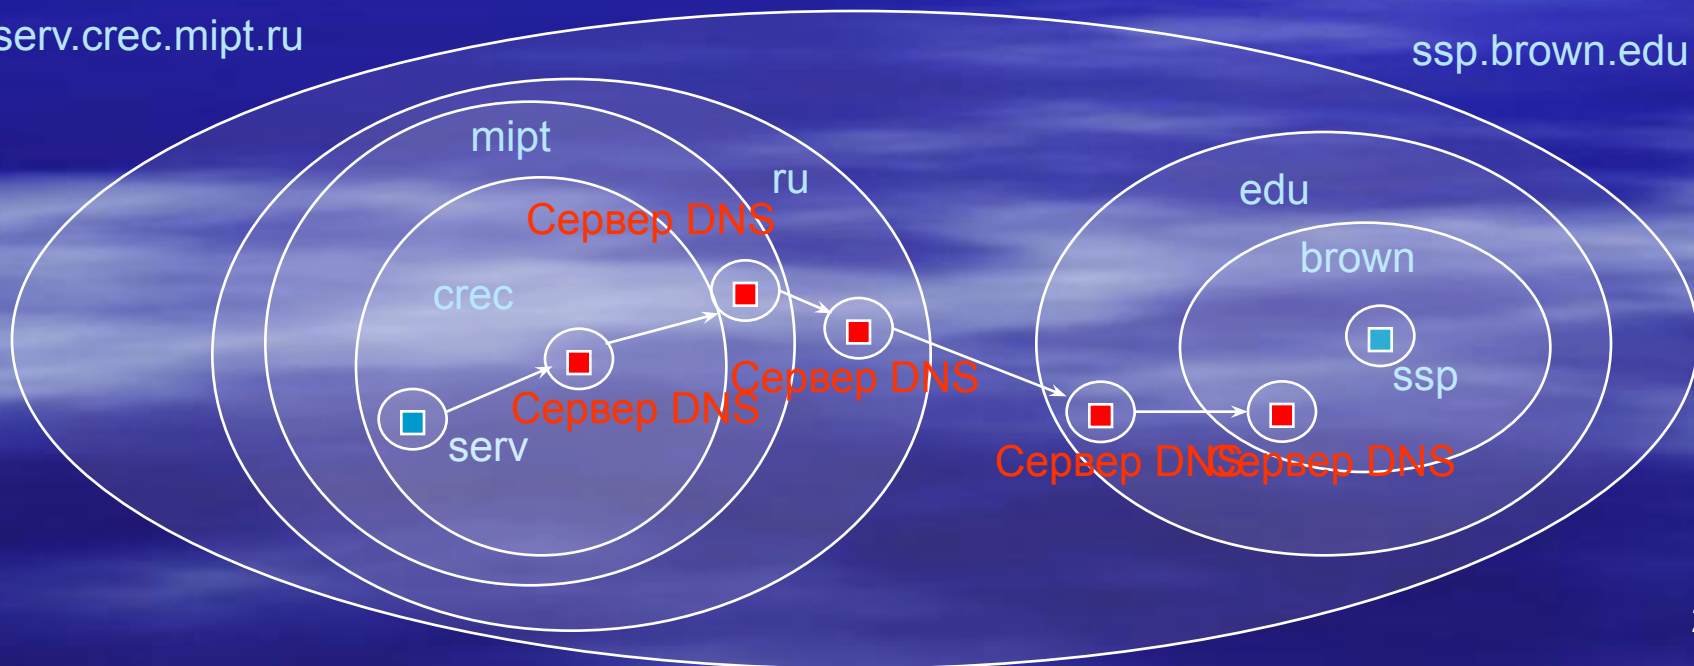 serv.crec.mipt.ru
ssp.brown.edu
mipt
ru
edu
Сервер DNS
brown
crec
Сервер DNS
ssp
Сервер DNS
serv
Сервер DNS
Сервер DNS